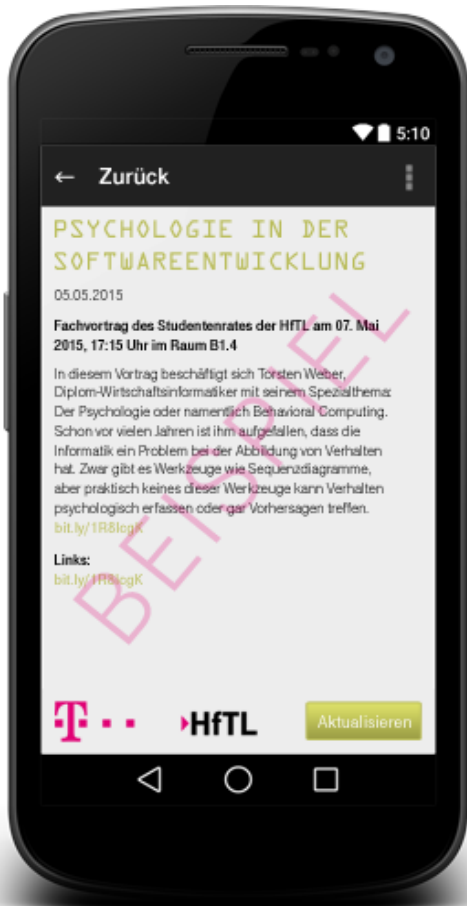 5:10
← Zurück
PSYCHOLOGIE IN DER
SOFTWAREENTWICKLUNG
05.05.2015
Fachvortrag des Studentenrates der HfTL am 07. Mai
2015, 17:15 Uhr im Raum B1.4
In diesem Vortrag beschäftigt sich Torsten Weber,
Diplom-Wirtschaftsinformatiker mit seinem Spezialthema:
Der Psychologie oder namentlich Behavioral Computing.
Schon vor vielen Jahren ist ihm aufgefallen, dass die
Informatik ein Problem bei der Abbildung von Verhalten
hat. Zwar gibt es Werkzeuge wie Sequenzdiagramme,
aber praktisch keines dieser Werkzeuge kann Verhalten
psychologisch erfassen oder gar Vorhersagen treffen.
bit.ly/1R8lcgK
Links:
bit.ly/1R8lcgK
BEISPIEL
T HfTL Aktualisieren